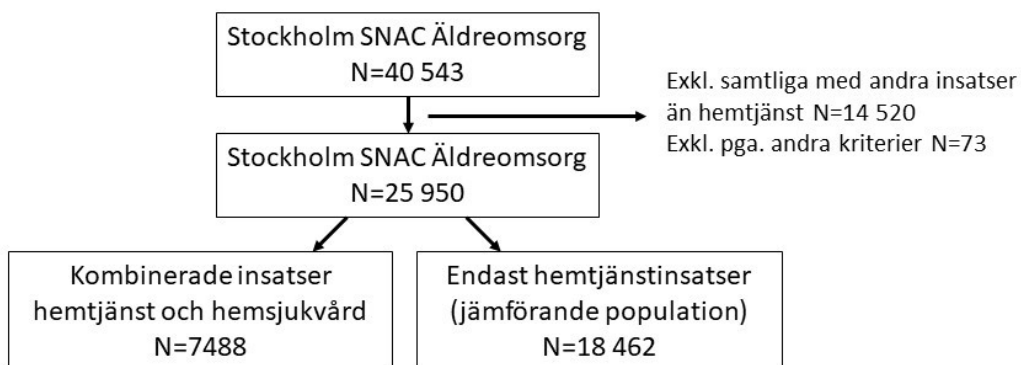 Stockholm SNAC Äldreomsorg
N=40 543
Exkl. samtliga med andra insatser
än hemtjänst N=14 520
Exkl. pga. andra kriterier N=73
Stockholm SNAC Äldreomsorg
N=25 950
Kombinerade insatser
hemtjänst och hemsjukvård
N=7488
Endast hemtjänstinsatser
(jämförande population)
N=18 462